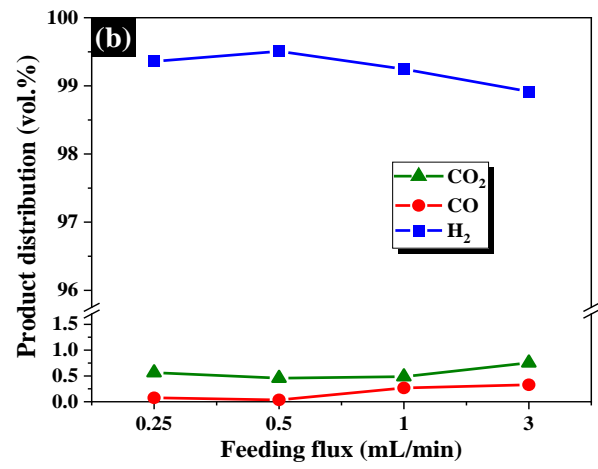 (b)
Product distribution (vol.%)
100
99
98
97
96
1.5
1.0
0.5
0.0
CO₂
CO
H₂
0.25 0.5 1 3
Feeding flux (mL/min)